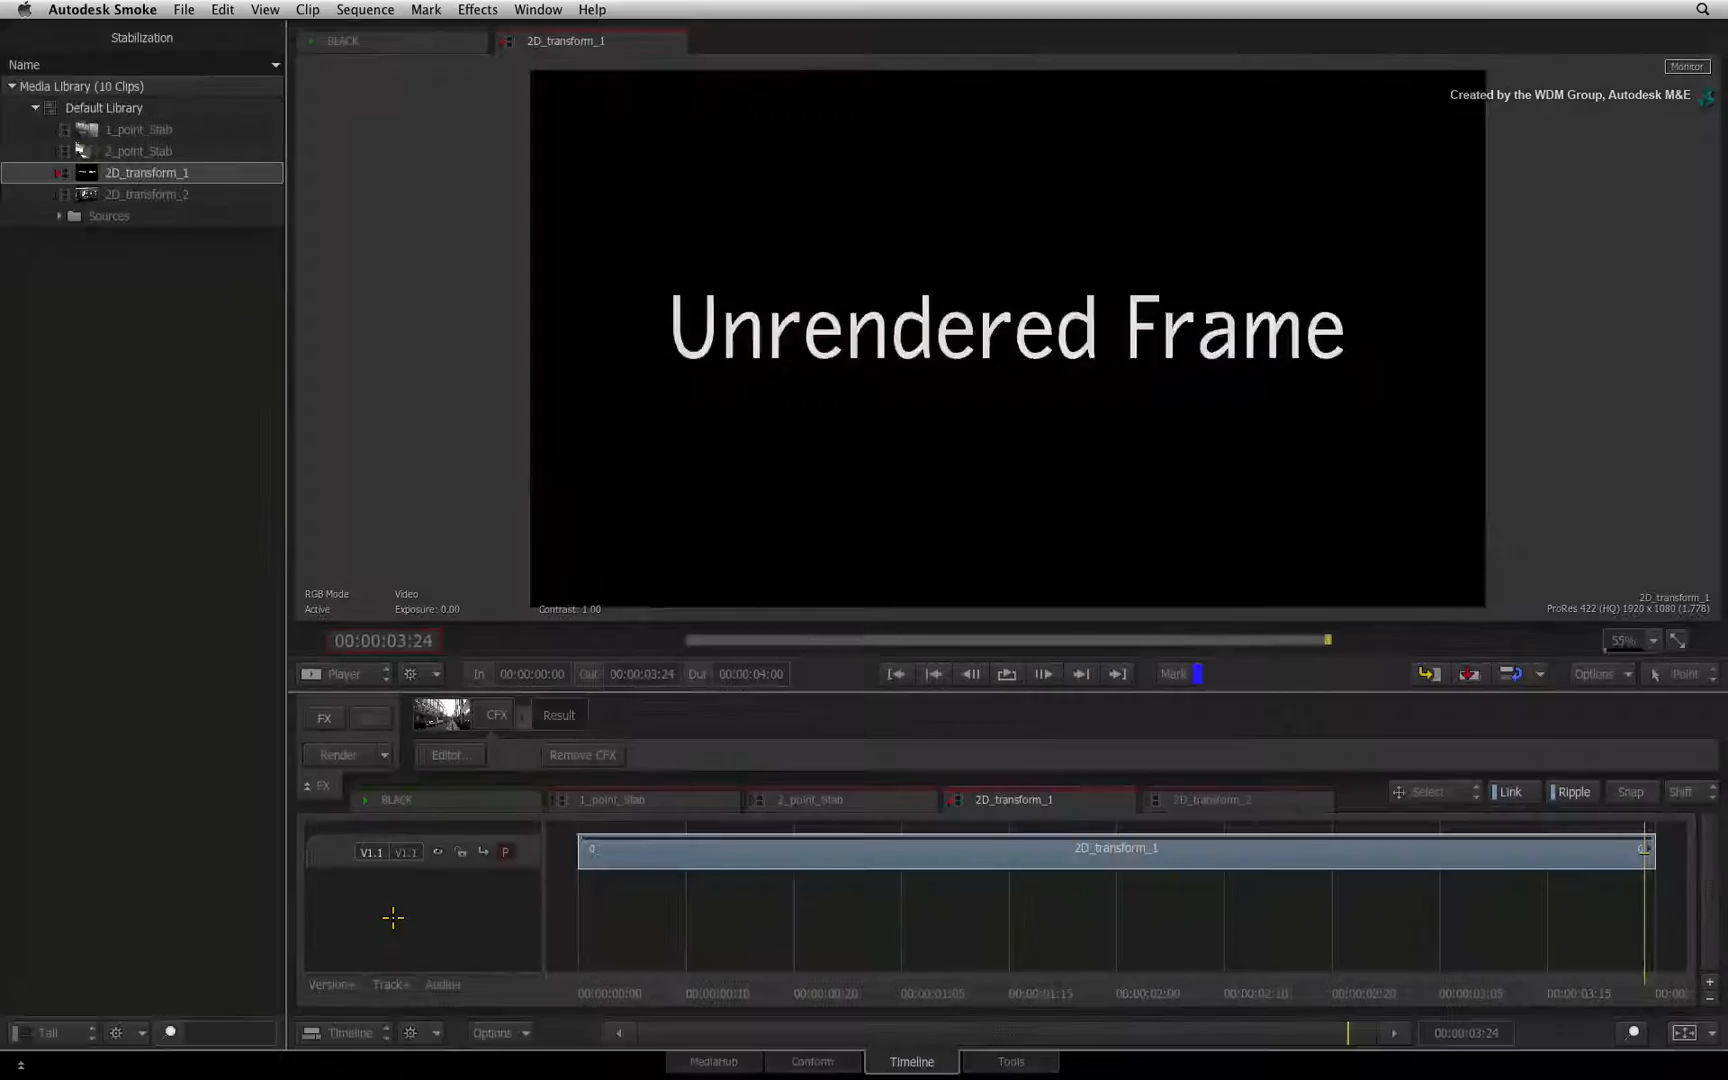 Autodesk Smoke File Edit View Clip Sequence Mark Effects Window Help
Stabilization
Name
Media Library (10 Clips)
Default Library
1_point_Stab
2_point_Stab
2D_transform_1
2D_transform_2
Sources
BLACK
2D_transform_1
Monitor
Created by the WDM Group, Autodesk M&E
Unrendered Frame
RGB Mode Video
Active Exposure: 0.00 Contrast: 1.00
2D_transform_1
ProRes 422 (HQ) 1920 x 1080 (1.778)
00:00:03:24
55%
Player In 00:00:00:00 Out 00:00:03:24 Dur 00:00:04:00 Mark Options Point
FX CFX Result
Render Editor... Remove CFX
FX
BLACK 1_point_Stab 2_point_Stab 2D_transform_1 2D_transform_2 Select Link Ripple Snap Shift
V1.1 V1.1 P 0 2D_transform_1
Version+ Track+ Audio+
00:00:00:00 00:00:00:10 00:00:00:20 00:00:01:05 00:00:01:15 00:00:02:00 00:00:02:10 00:00:02:20 00:00:03:05 00:00:03:15 00:00:
Tall Timeline Options 00:00:03:24
MediaHub Conform Timeline Tools